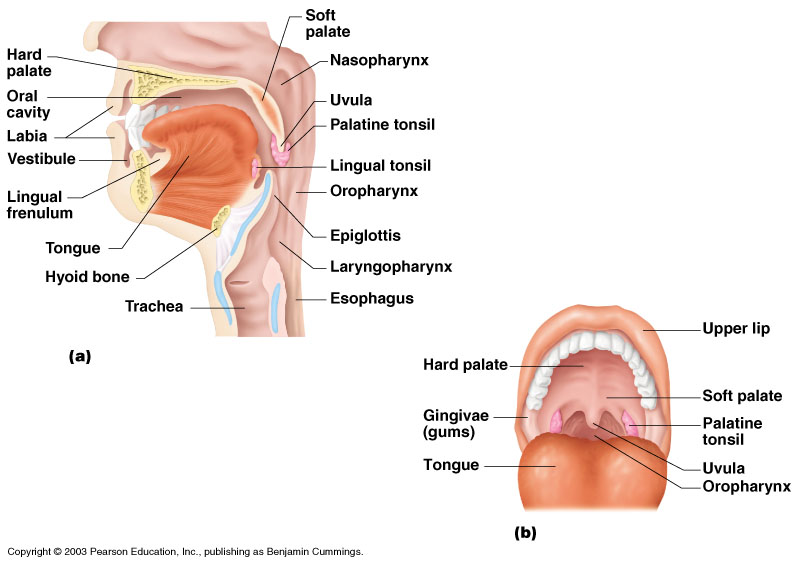 Soft
palate
Hard
palate
Nasopharynx
Oral
cavity
Uvula
Labia
Palatine tonsil
Vestibule
Lingual tonsil
Lingual
frenulum
Oropharynx
Tongue
Epiglottis
Hyoid bone
Laryngopharynx
Trachea
Esophagus
(a)
Upper lip
Hard palate
Soft palate
Gingivae
(gums)
Palatine
tonsil
Tongue
Uvula
Oropharynx
(b)
Copyright © 2003 Pearson Education, Inc., publishing as Benjamin Cummings.